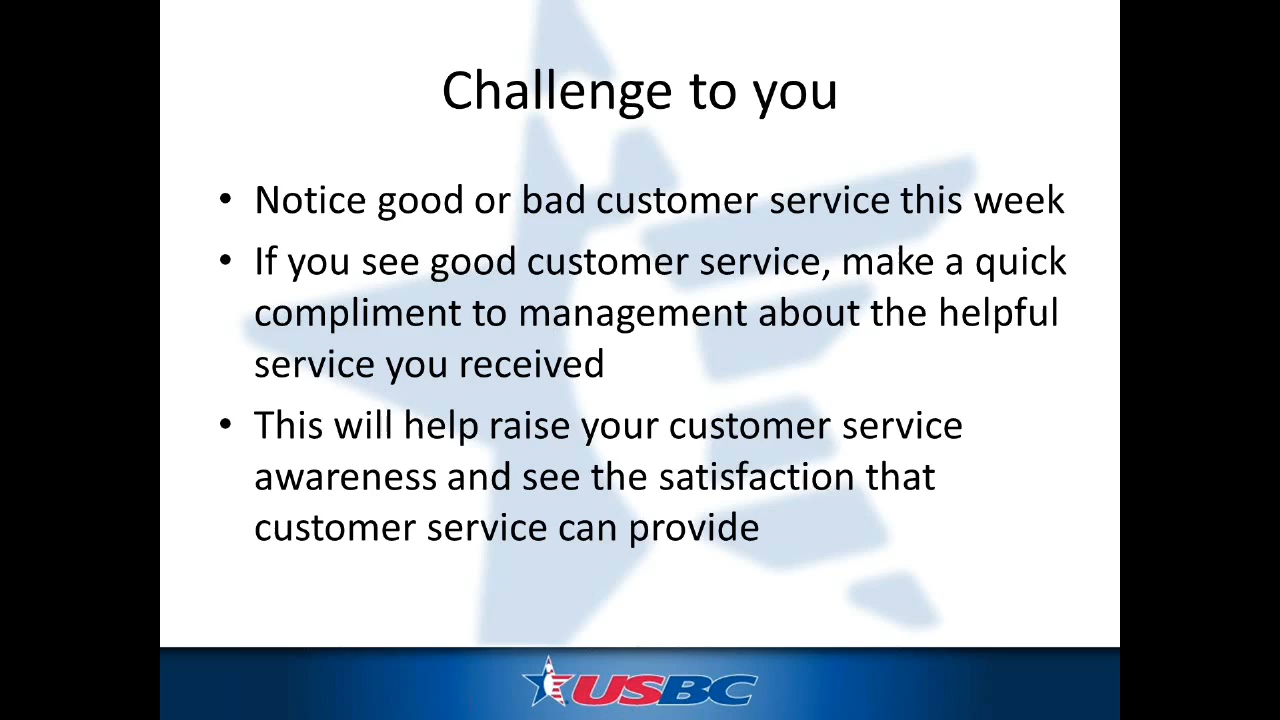 Challenge to you
• Notice good or bad customer service this week
• If you see good customer service, make a quick
compliment to management about the helpful
service you received
• This will help raise your customer service
awareness and see the satisfaction that
customer service can provide
USBC